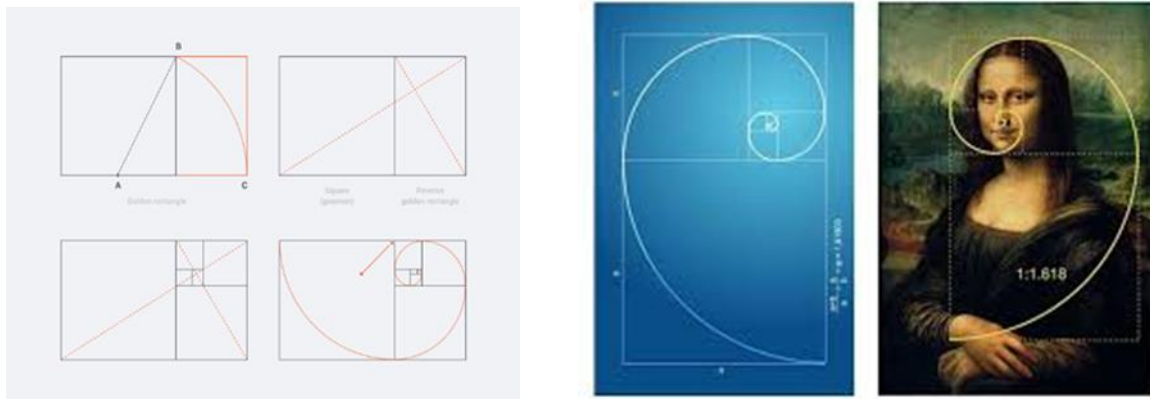 B
A
C
Golden rectangle
Square
(gnomon)
Reverse
golden rectangle
1:1.618